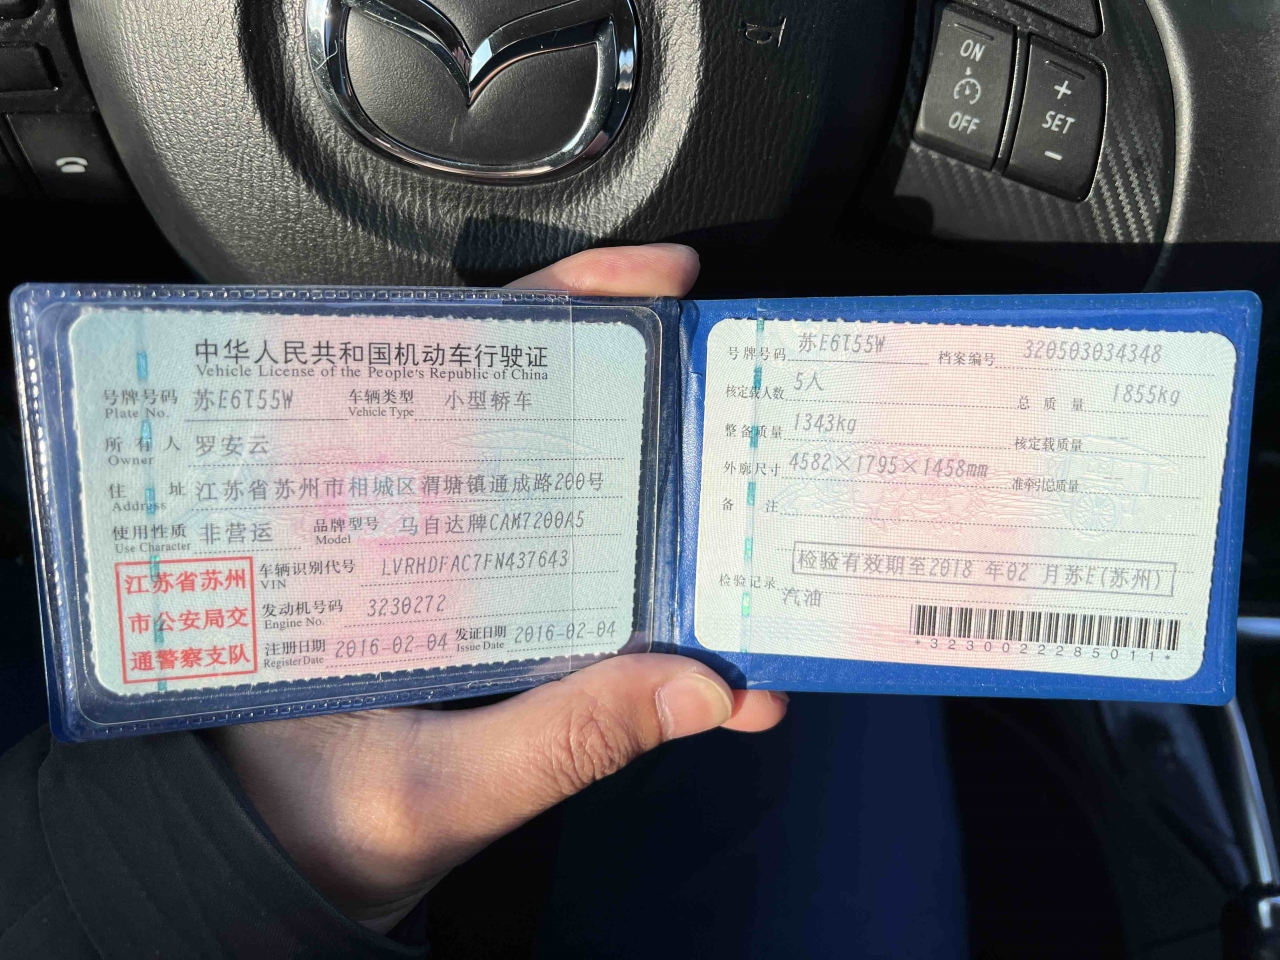 ON
OFF
+
SET
−
中华人民共和国机动车行驶证
Vehicle License of the People's Republic of China
号牌号码 苏E6T55W 车辆类型 小型轿车
Plate No. Vehicle Type
所有人 罗安云
Owner
住址 江苏省苏州市相城区渭塘镇通成路200号
Address
使用性质 非营运 品牌型号 马自达牌CAM7200A5
Use Character Model
江苏省苏州
市公安局交
通警察支队
车辆识别代号 LVRHDFAC7FN437643
VIN
发动机号码 3230272
Engine No.
注册日期 2016-02-04 发证日期 2016-02-04
Register Date Issue Date
号牌号码 苏E6T55W 档案编号 320503034348
核定载人数 5人 总质量 1855kg
整备质量 1343kg 核定载质量 --
外廓尺寸 4582×1795×1458mm 准牵引总质量 --
备注
检验有效期至2018 年02 月苏E(苏州)
检验记录 汽油
*3230022285011*